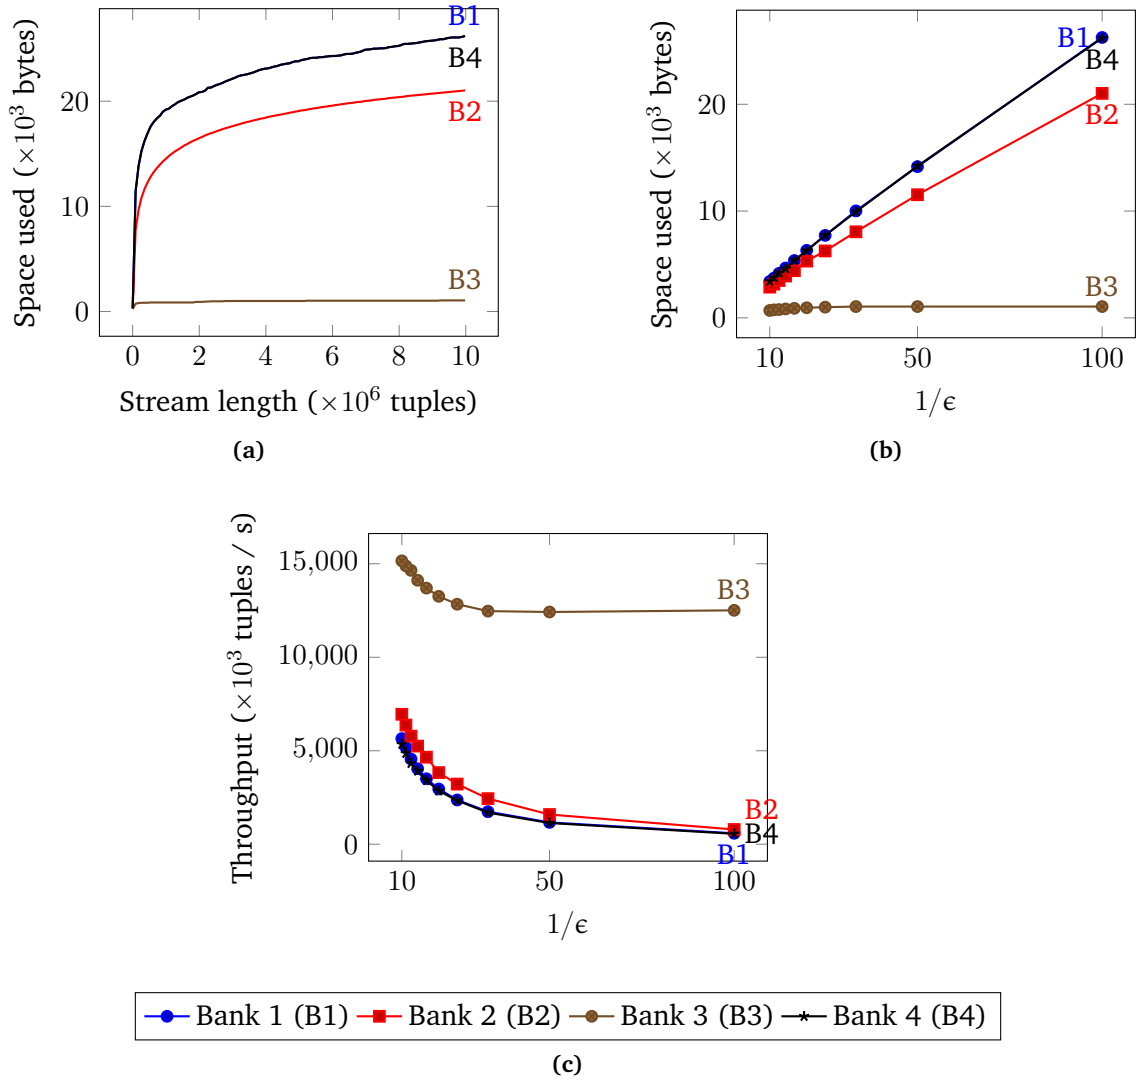 Space used (×10³ bytes)
20
10
0
B1
B4
B2
B3
0 2 4 6 8 10
Stream length (×10⁶ tuples)
(a)
Space used (×10³ bytes)
20
10
0
B1
B4
B2
B3
10 50 100
1/ϵ
(b)
Throughput (×10³ tuples / s)
15,000
10,000
5,000
0
B3
B2
B4
B1
10 50 100
1/ϵ
Bank 1 (B1) Bank 2 (B2) Bank 3 (B3) Bank 4 (B4)
(c)